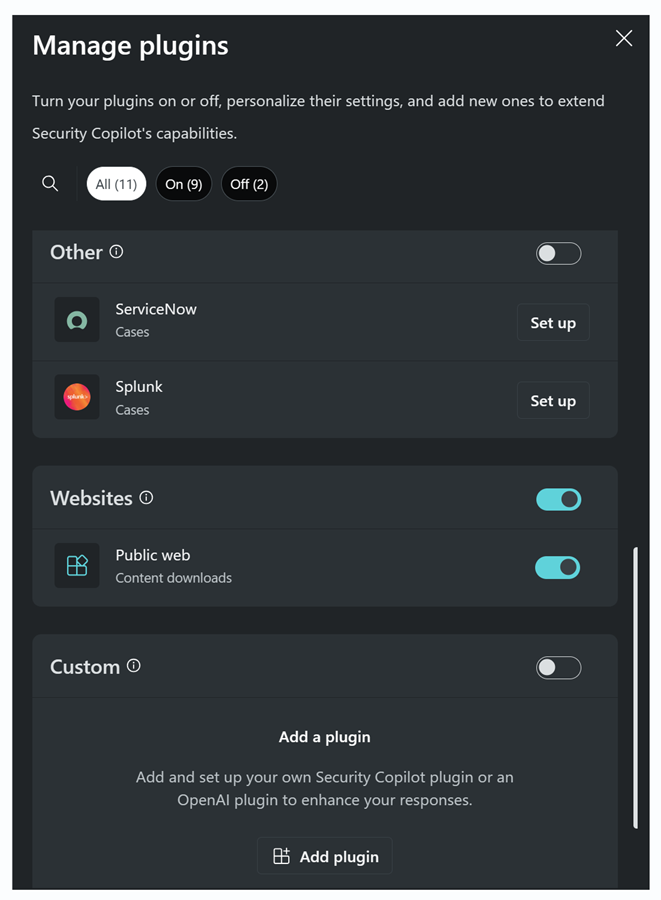 Manage plugins
Turn your plugins on or off, personalize their settings, and add new ones to extend
Security Copilot's capabilities.
All (11)
On (9)
Off (2)
Other
ServiceNow
Cases
Set up
splunk>
Splunk
Cases
Set up
Websites
Public web
Content downloads
Custom
Add a plugin
Add and set up your own Security Copilot plugin or an
OpenAI plugin to enhance your responses.
Add plugin